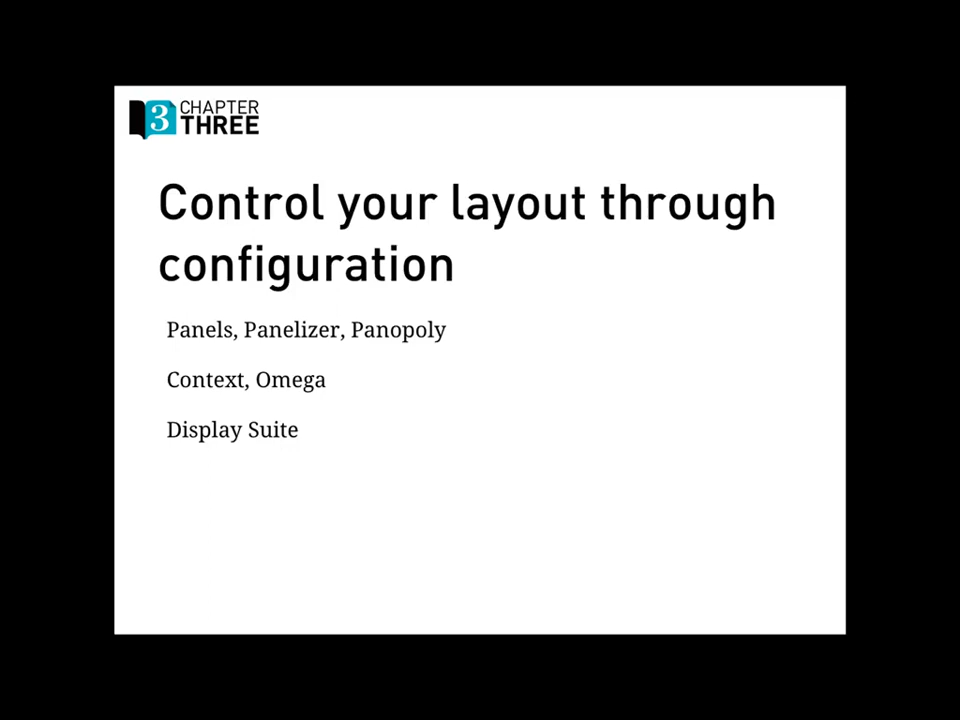 3 CHAPTER
THREE
Control your layout through
configuration
Panels, Panelizer, Panopoly
Context, Omega
Display Suite